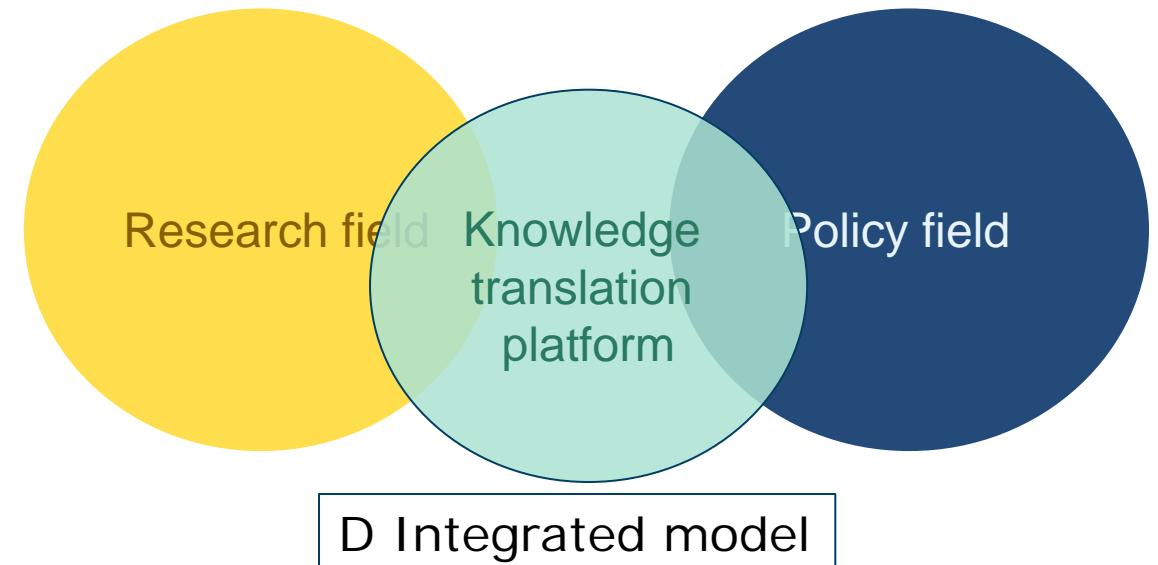 Research field
Knowledge
translation
platform
Policy field
D Integrated model